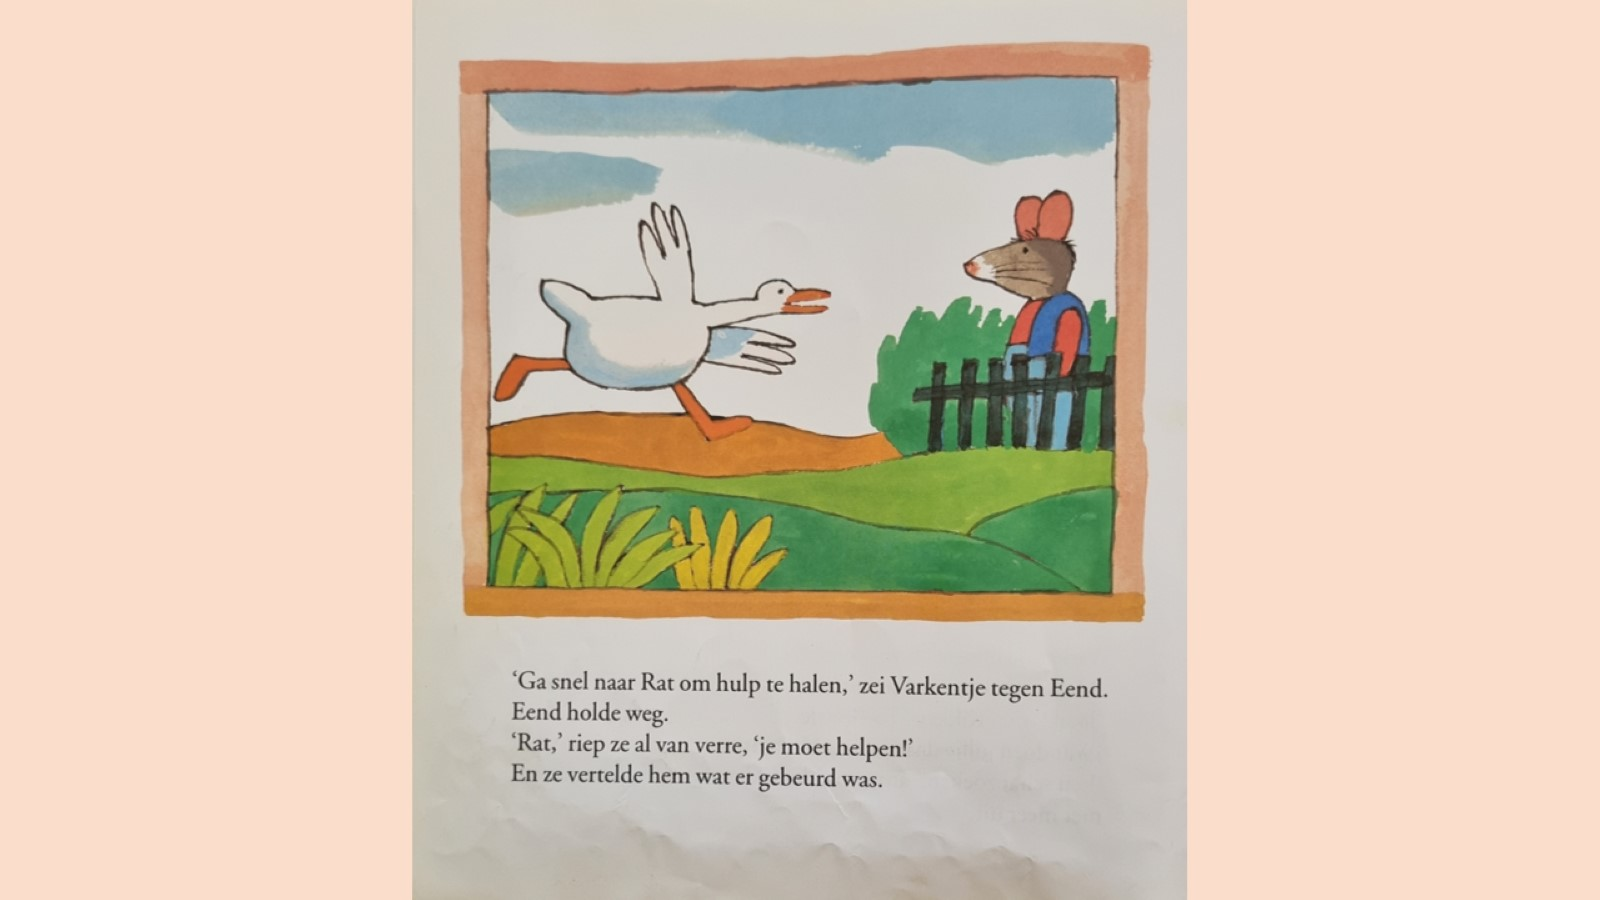 ‘Ga snel naar Rat om hulp te halen,’ zei Varkentje tegen Eend.
Eend holde weg.
‘Rat,’ riep ze al van verre, ‘je moet helpen!’
En ze vertelde hem wat er gebeurd was.